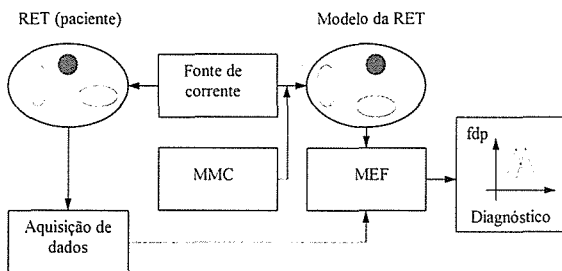 RET (paciente)
Modelo da RET
Fonte de
corrente
fdp
MMC
MEF
Diagnóstico
Aquisição de
dados